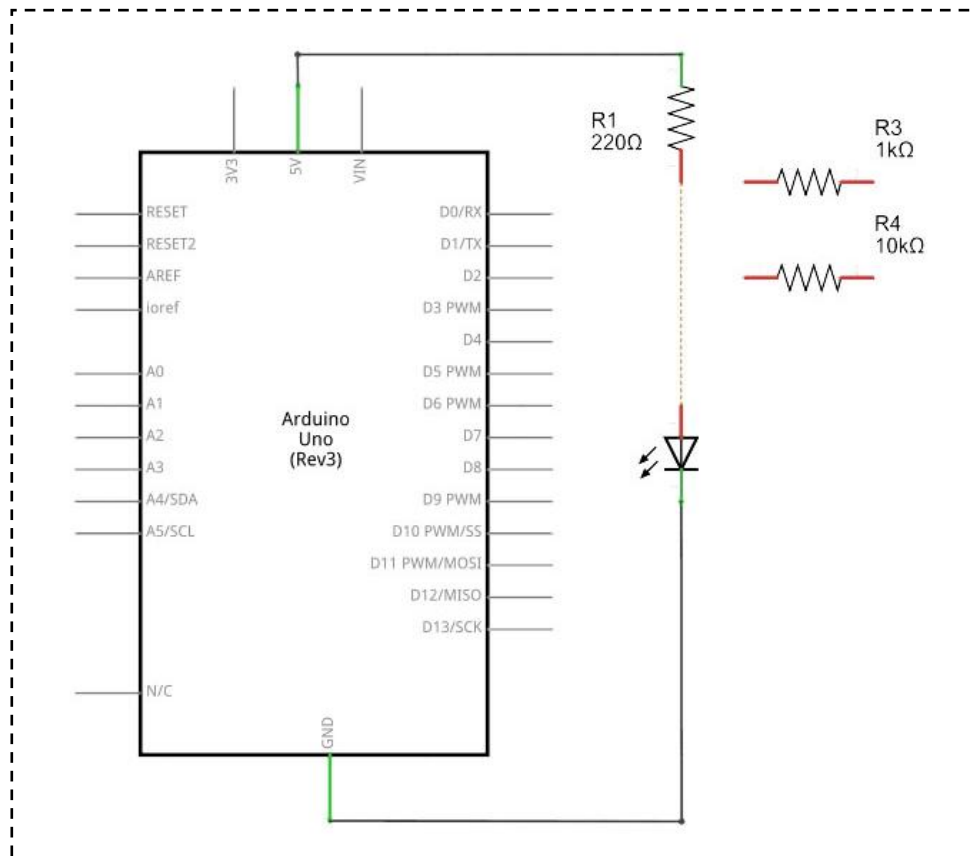 3V3
5V
VIN
RESET
RESET2
AREF
ioref
A0
A1
A2
A3
A4/SDA
A5/SCL
N/C
Arduino
Uno
(Rev3)
D0/RX
D1/TX
D2
D3 PWM
D4
D5 PWM
D6 PWM
D7
D8
D9 PWM
D10 PWM/SS
D11 PWM/MOSI
D12/MISO
D13/SCK
GND
R1
220Ω
R3
1kΩ
R4
10kΩ